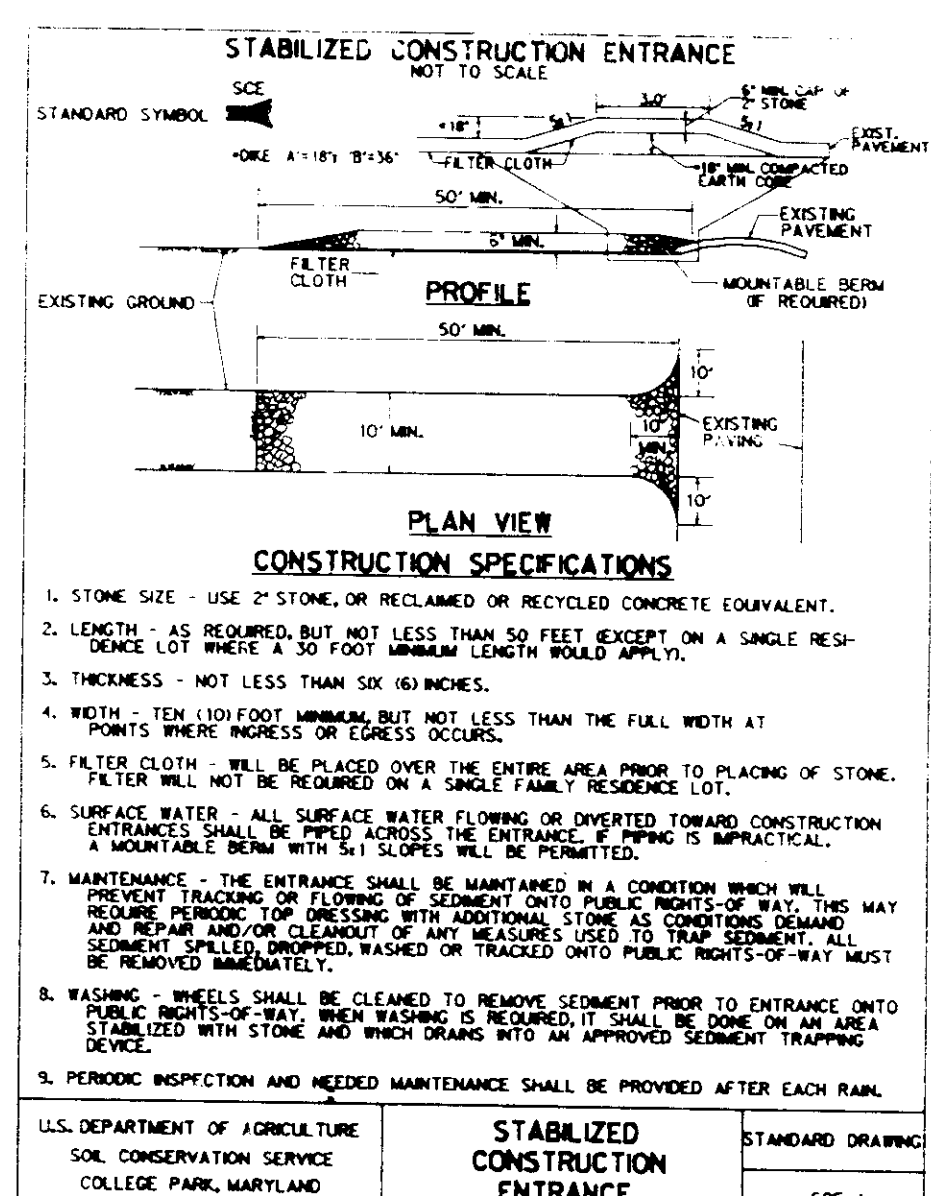 STABILIZED CONSTRUCTION ENTRANCE
NOT TO SCALE
SCE
STANDARD SYMBOL
3.0'
6" MIN. CAP OF
2" STONE
5:1
5:1
*18"
EXIST.
PAVEMENT
*DIKE 'A'=18"; 'B'=36"
FILTER CLOTH
*18" MIN. COMPACTED
EARTH CORE
50' MIN.
EXISTING
PAVEMENT
6" MIN.
FILTER
CLOTH
PROFILE
MOUNTABLE BERM
(IF REQUIRED)
EXISTING GROUND
50' MIN.
10'
10' MIN.
10'
MIN.
EXISTING
PAVING
10'
PLAN VIEW
CONSTRUCTION SPECIFICATIONS
1. STONE SIZE - USE 2" STONE, OR RECLAIMED OR RECYCLED CONCRETE EQUIVALENT.
2. LENGTH - AS REQUIRED, BUT NOT LESS THAN 50 FEET (EXCEPT ON A SINGLE RESI-
DENCE LOT WHERE A 30 FOOT MINIMUM LENGTH WOULD APPLY).
3. THICKNESS - NOT LESS THAN SIX (6) INCHES.
4. WIDTH - TEN (10) FOOT MINIMUM, BUT NOT LESS THAN THE FULL WIDTH AT
POINTS WHERE INGRESS OR EGRESS OCCURS.
5. FILTER CLOTH - WILL BE PLACED OVER THE ENTIRE AREA PRIOR TO PLACING OF STONE.
FILTER WILL NOT BE REQUIRED ON A SINGLE FAMILY RESIDENCE LOT.
6. SURFACE WATER - ALL SURFACE WATER FLOWING OR DIVERTED TOWARD CONSTRUCTION
ENTRANCES SHALL BE PIPED ACROSS THE ENTRANCE. IF PIPING IS IMPRACTICAL.
A MOUNTABLE BERM WITH 5:1 SLOPES WILL BE PERMITTED.
7. MAINTENANCE - THE ENTRANCE SHALL BE MAINTAINED IN A CONDITION WHICH WILL
PREVENT TRACKING OR FLOWING OF SEDIMENT ONTO PUBLIC RIGHTS-OF WAY. THIS MAY
REQUIRE PERIODIC TOP DRESSING WITH ADDITIONAL STONE AS CONDITIONS DEMAND
AND REPAIR AND/OR CLEANOUT OF ANY MEASURES USED TO TRAP SEDIMENT. ALL
SEDIMENT SPILLED, DROPPED, WASHED OR TRACKED ONTO PUBLIC RIGHTS-OF-WAY MUST
BE REMOVED IMMEDIATELY.
8. WASHING - WHEELS SHALL BE CLEANED TO REMOVE SEDIMENT PRIOR TO ENTRANCE ONTO
PUBLIC RIGHTS-OF-WAY. WHEN WASHING IS REQUIRED, IT SHALL BE DONE ON AN AREA
STABILIZED WITH STONE AND WHICH DRAINS INTO AN APPROVED SEDIMENT TRAPPING
DEVICE.
9. PERIODIC INSPECTION AND NEEDED MAINTENANCE SHALL BE PROVIDED AFTER EACH RAIN.
U.S. DEPARTMENT OF AGRICULTURE
SOIL CONSERVATION SERVICE
COLLEGE PARK, MARYLAND
STABILIZED
CONSTRUCTION
ENTRANCE
STANDARD DRAWING